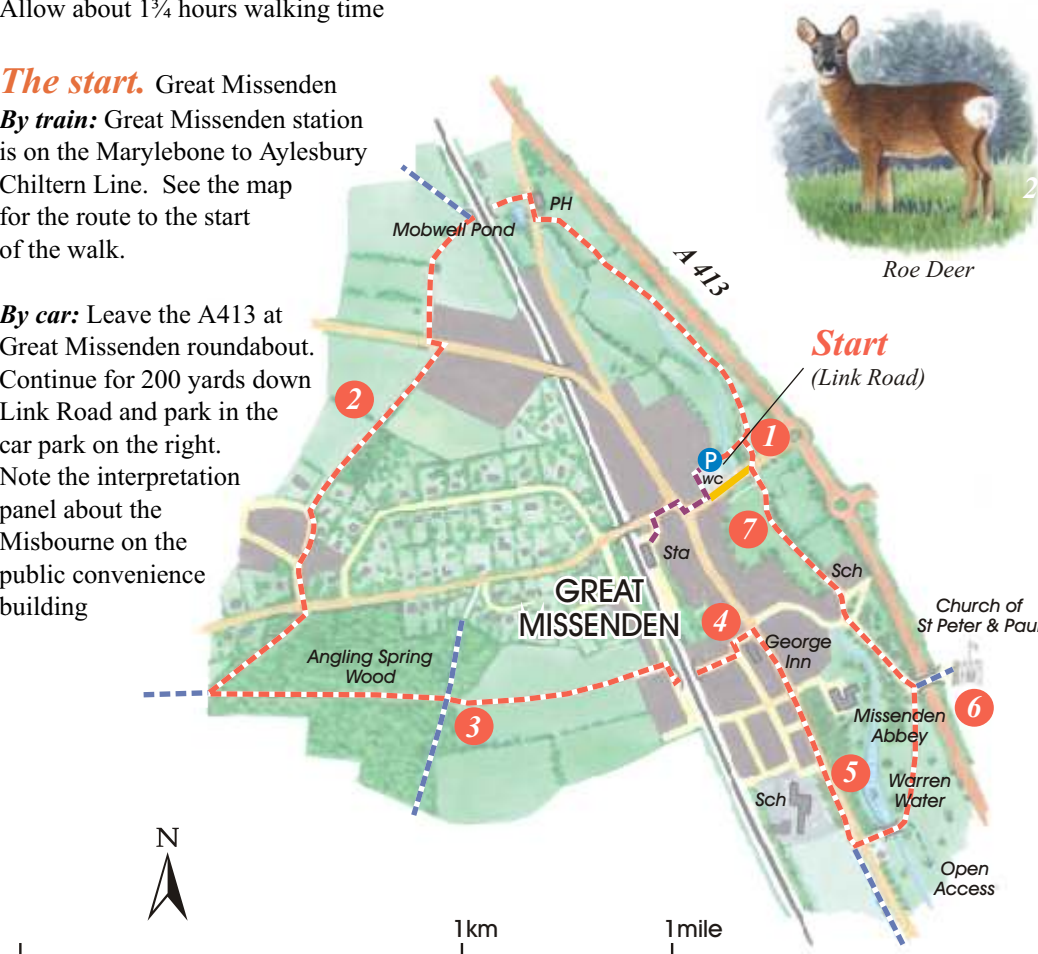 Allow about 1¾ hours walking time
The start. Great Missenden
By train: Great Missenden station
is on the Marylebone to Aylesbury
Chiltern Line. See the map
for the route to the start
of the walk.
By car: Leave the A413 at
Great Missenden roundabout.
Continue for 200 yards down
Link Road and park in the
car park on the right.
Note the interpretation
panel about the
Misbourne on the
public convenience
building
2
Roe Deer
PH
Mobwell Pond
A 413
Start
(Link Road)
2
1
P
wc
7
Sta
Sch
GREAT
MISSENDEN
4
George
Inn
Church of
St Peter & Paul
Angling Spring
Wood
3
6
Missenden
Abbey
5
Warren
Water
Sch
Open
Access
N
1km
1mile